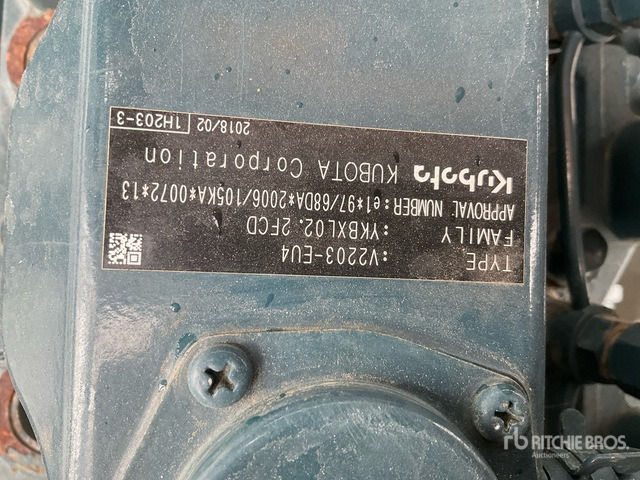 TYPE :V2203-EU4
FAMILY :YKBXL02.2FCD
APPROVAL NUMBER:e1*97/68DA*2006/105KA*0072*13
Kubota KUBOTA Corporation
2018/02 1H203-3
rb RITCHIE BROS.
Auctioneers